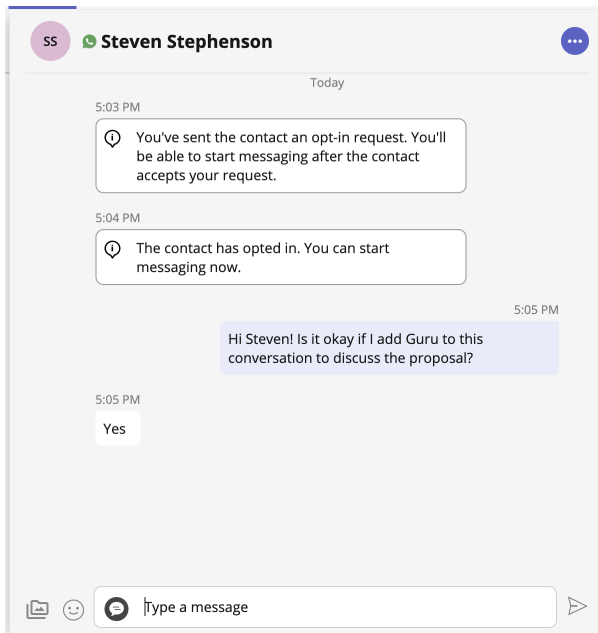 SS
Steven Stephenson
Today
5:03 PM
You've sent the contact an opt-in request. You'll
be able to start messaging after the contact
accepts your request.
5:04 PM
The contact has opted in. You can start
messaging now.
5:05 PM
Hi Steven! Is it okay if I add Guru to this
conversation to discuss the proposal?
5:05 PM
Yes
Type a message